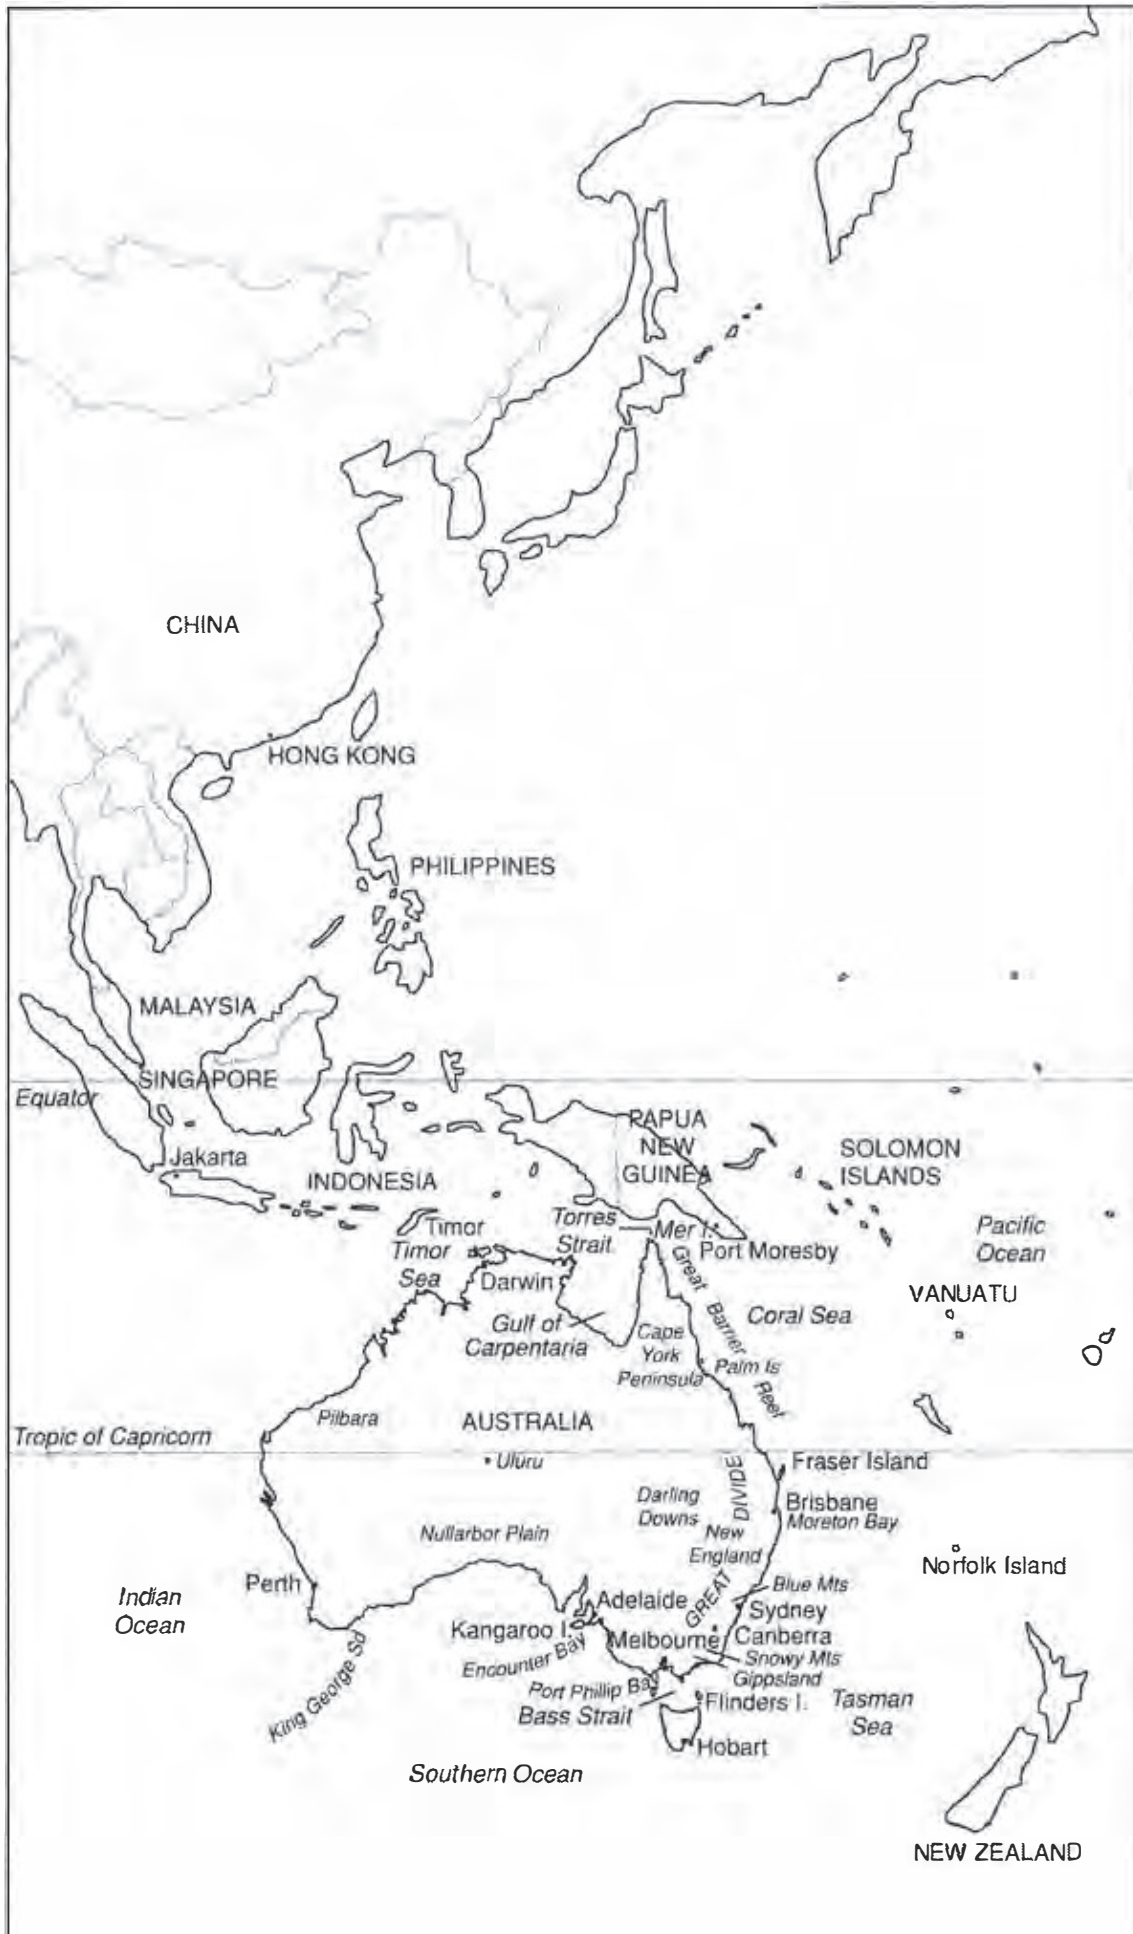 CHINA
HONG KONG
PHILIPPINES
MALAYSIA
SINGAPORE
Equator
Jakarta
INDONESIA
PAPUA
NEW
GUINEA
SOLOMON
ISLANDS
Timor
Timor
Sea
Torres
Strait
Mer I.
Port Moresby
Pacific
Ocean
Darwin
Gulf of
Carpentaria
Cape
York
Peninsula
Great Barrier Reef
Coral Sea
VANUATU
Palm Is
Pilbara
AUSTRALIA
Tropic of Capricorn
Uluru
Fraser Island
Darling
Downs
GREAT DIVIDE
Brisbane
Moreton Bay
Nullarbor Plain
New
England
Norfolk Island
Perth
Indian
Ocean
Adelaide
Blue Mts
Sydney
Kangaroo I.
Melbourne
Canberra
Encounter Bay
Snowy Mts
Gippsland
King George Sd
Port Phillip Bay
Bass Strait
Flinders I.
Tasman
Sea
Hobart
Southern Ocean
NEW ZEALAND